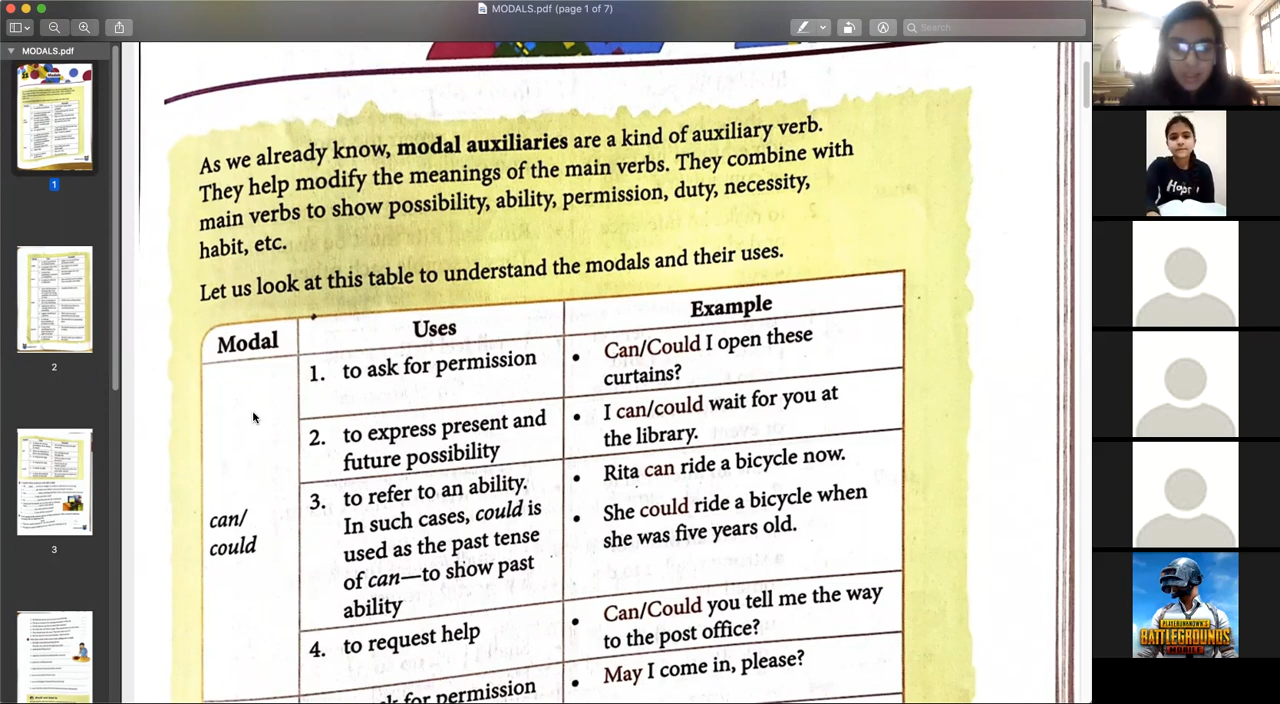 MODALS.pdf (page 1 of 7)
Search
MODALS.pdf
1
2
3
As we already know, modal auxiliaries are a kind of auxiliary verb.
They help modify the meanings of the main verbs. They combine with
main verbs to show possibility, ability, permission, duty, necessity,
habit, etc.
Let us look at this table to understand the modals and their uses.
Modal
Uses
Example
can/
could
1. to ask for permission
• Can/Could I open these
curtains?
2. to express present and
future possibility
• I can/could wait for you at
the library.
3. to refer to an ability.
In such cases, could is
used as the past tense
of can—to show past
ability
• Rita can ride a bicycle now.
• She could ride a bicycle when
she was five years old.
4. to request help
• Can/Could you tell me the way
to the post office?
for permission
• May I come in, please?
PLAYERUNKNOWN'S
BATTLEGROUNDS
MOBILE